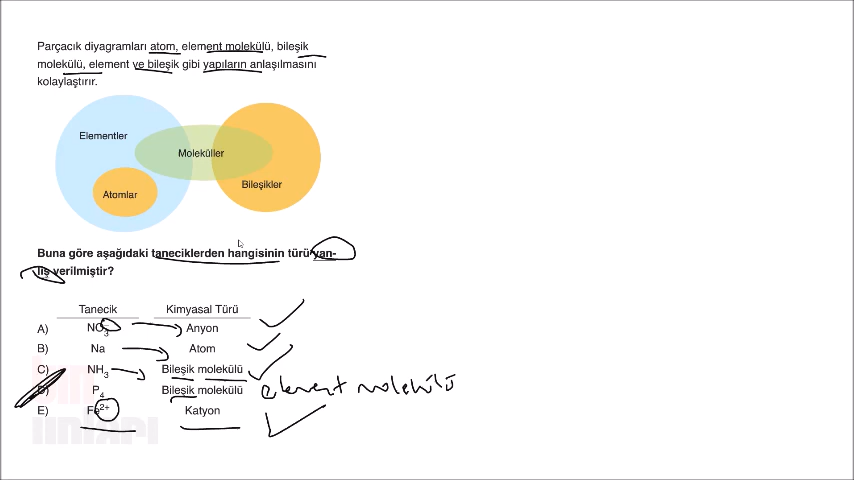 Parçacık diyagramları atom, element molekülü, bileşik
molekülü, element ve bileşik gibi yapıların anlaşılmasını
kolaylaştırır.
Elementler
Moleküller
Atomlar
Bileşikler
Buna göre aşağıdaki taneciklerden hangisinin türü yan-
lış verilmiştir?
Tanecik Kimyasal Türü
A) NO₃⁻ Anyon
B) Na Atom
C) NH₃ Bileşik molekülü
D) P₄ Bileşik molekülü element molekülü
E) Fe²⁺ Katyon